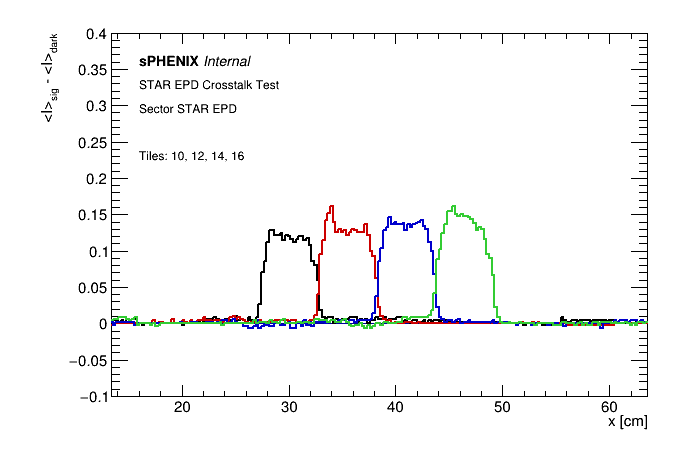 0.4
0.35
0.3
0.25
0.2
0.15
0.1
0.05
0
−0.05
−0.1
<I>sig - <I>dark
sPHENIX Internal
STAR EPD Crosstalk Test
Sector STAR EPD
Tiles: 10, 12, 14, 16
20 30 40 50 60
x [cm]